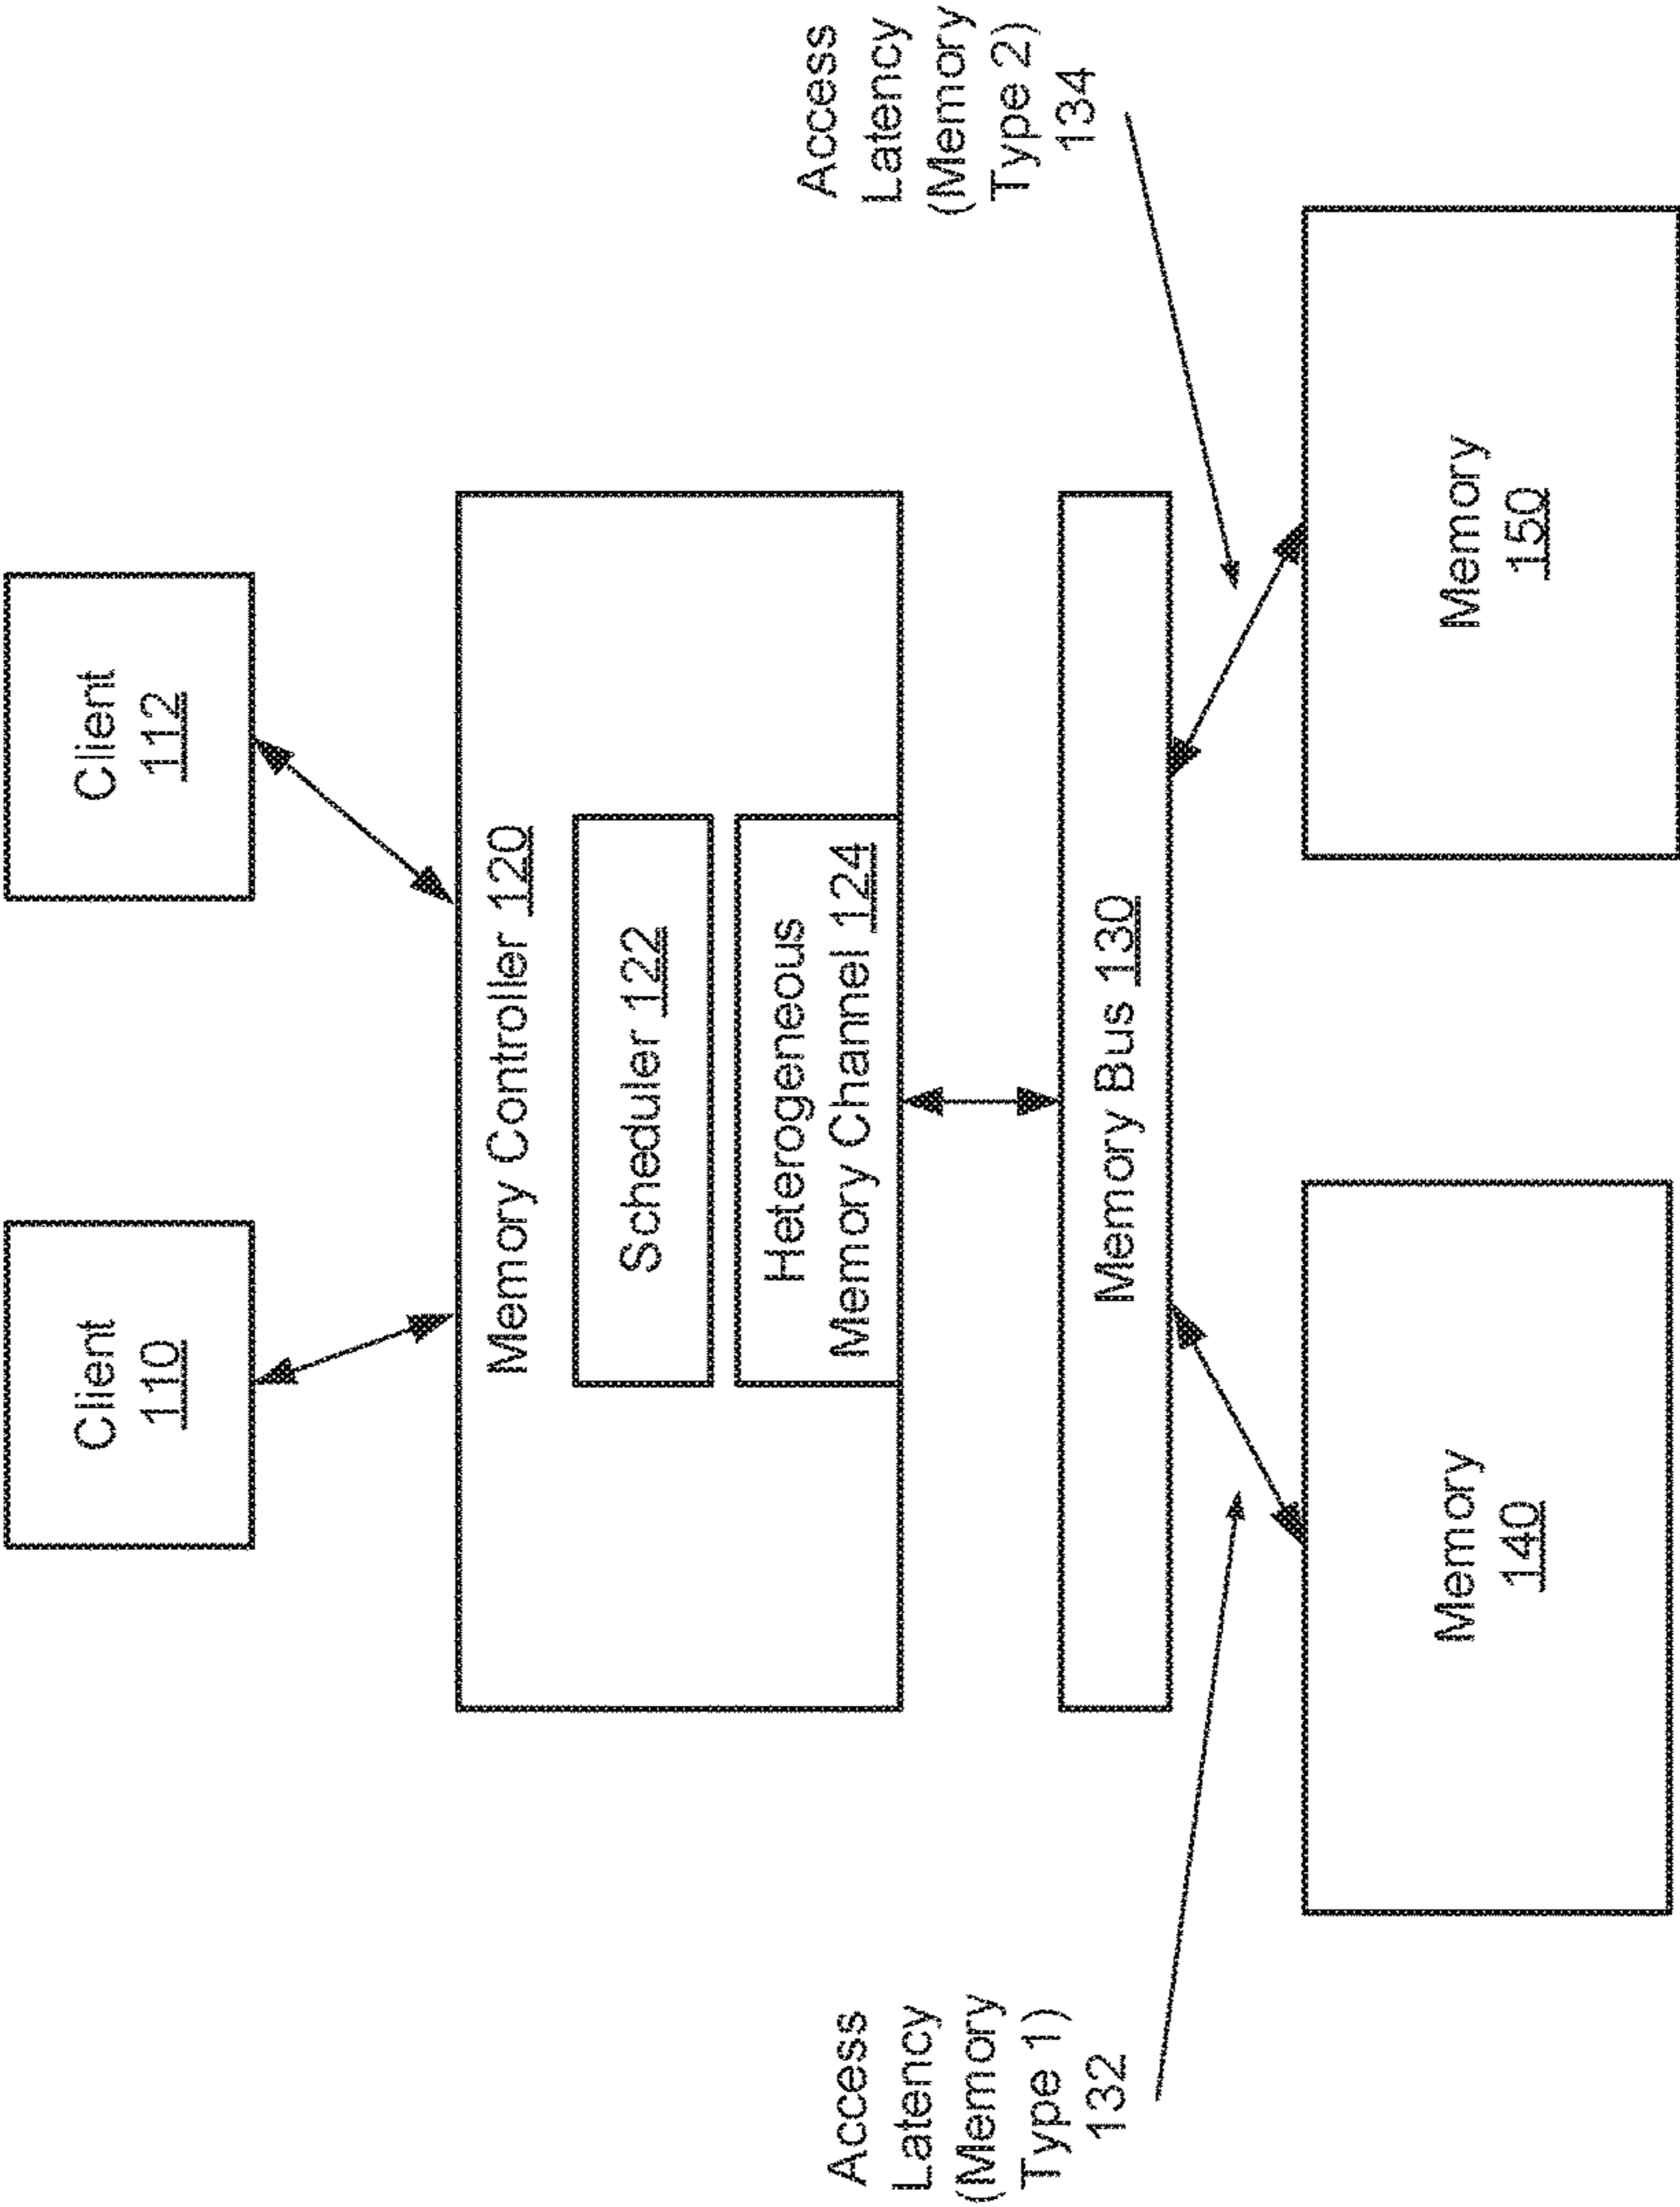 Client
110
Client
112
Memory Controller 120
Scheduler 122
Heterogeneous
Memory Channel 124
Memory Bus 130
Access
Latency
(Memory
Type 1)
132
Access
Latency
(Memory
Type 2)
134
Memory
140
Memory
150